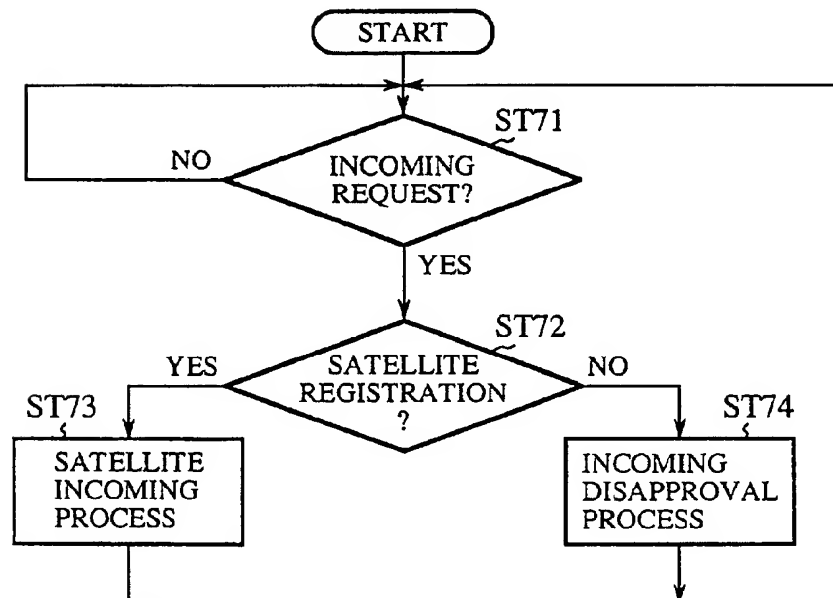 START
ST71
NO
INCOMING
REQUEST?
YES
ST72
YES
SATELLITE
REGISTRATION
?
NO
ST73
ST74
SATELLITE
INCOMING
PROCESS
INCOMING
DISAPPROVAL
PROCESS